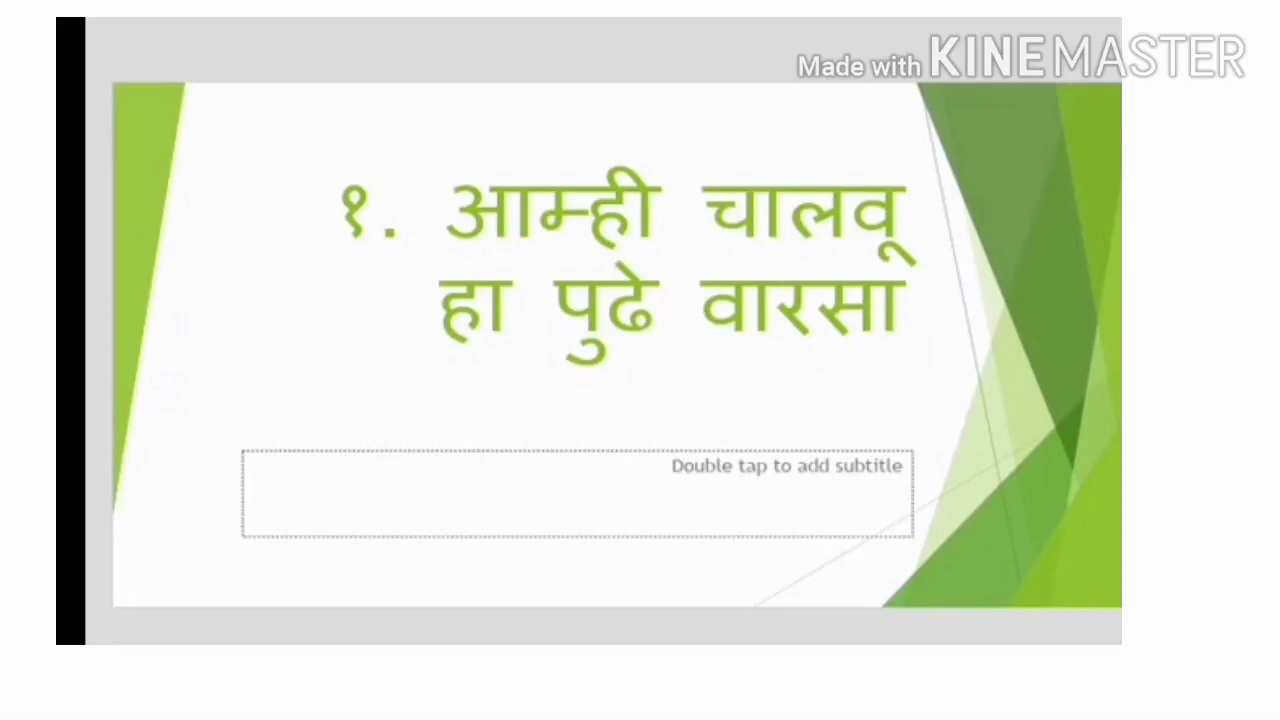 Made with KINEMASTER
१. आम्ही चालवू
हा पुढे वारसा
Double tap to add subtitle